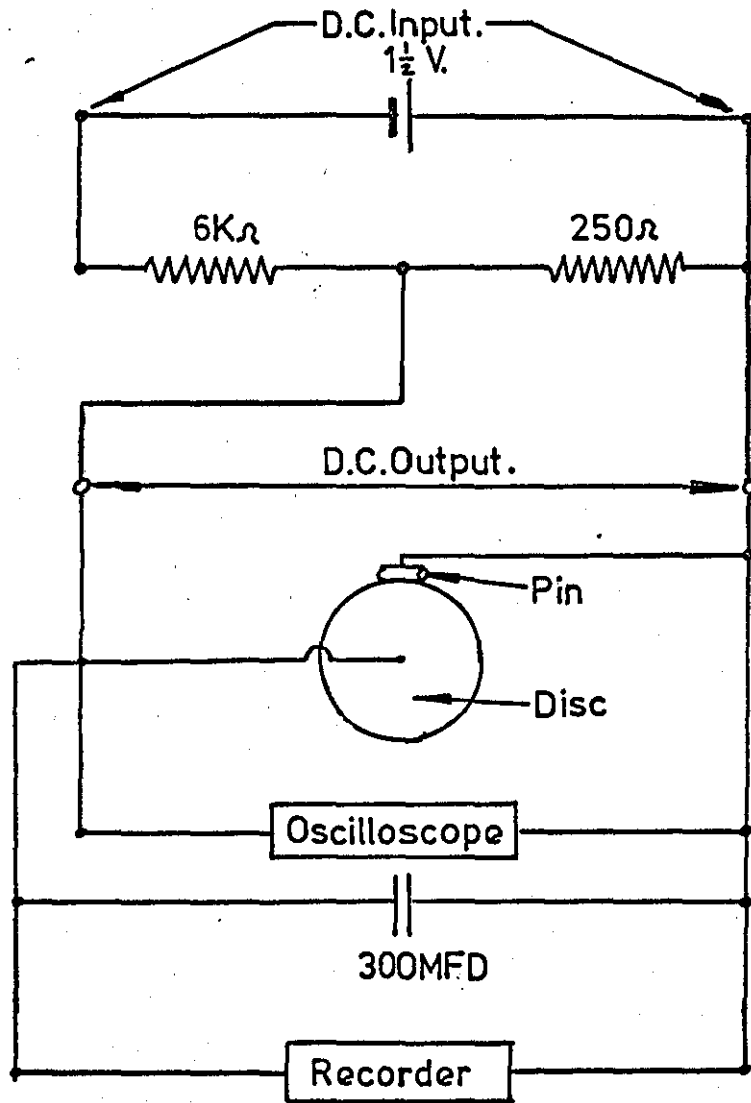 D.C.Input.
1½ V.
6KΩ
250Ω
D.C.Output.
Pin
Disc
Oscilloscope
300MFD
Recorder